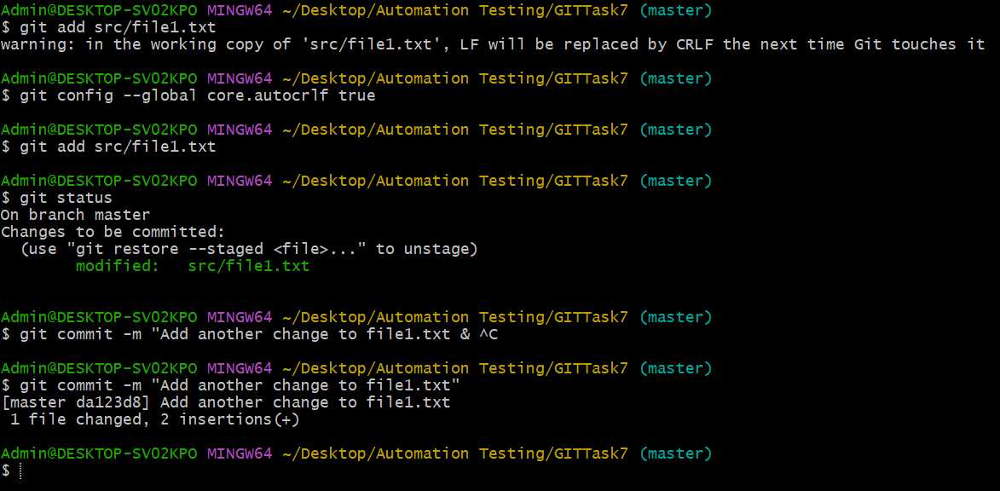 Admin@DESKTOP-SV02KPO MINGW64 ~/Desktop/Automation Testing/GITTask7 (master)
$ git add src/file1.txt
warning: in the working copy of 'src/file1.txt', LF will be replaced by CRLF the next time Git touches it
Admin@DESKTOP-SV02KPO MINGW64 ~/Desktop/Automation Testing/GITTask7 (master)
$ git config --global core.autocrlf true
Admin@DESKTOP-SV02KPO MINGW64 ~/Desktop/Automation Testing/GITTask7 (master)
$ git add src/file1.txt
Admin@DESKTOP-SV02KPO MINGW64 ~/Desktop/Automation Testing/GITTask7 (master)
$ git status
On branch master
Changes to be committed:
  (use "git restore --staged <file>..." to unstage)
        modified:   src/file1.txt
Admin@DESKTOP-SV02KPO MINGW64 ~/Desktop/Automation Testing/GITTask7 (master)
$ git commit -m "Add another change to file1.txt & ^C
Admin@DESKTOP-SV02KPO MINGW64 ~/Desktop/Automation Testing/GITTask7 (master)
$ git commit -m "Add another change to file1.txt"
[master da123d8] Add another change to file1.txt
 1 file changed, 2 insertions(+)
Admin@DESKTOP-SV02KPO MINGW64 ~/Desktop/Automation Testing/GITTask7 (master)
$